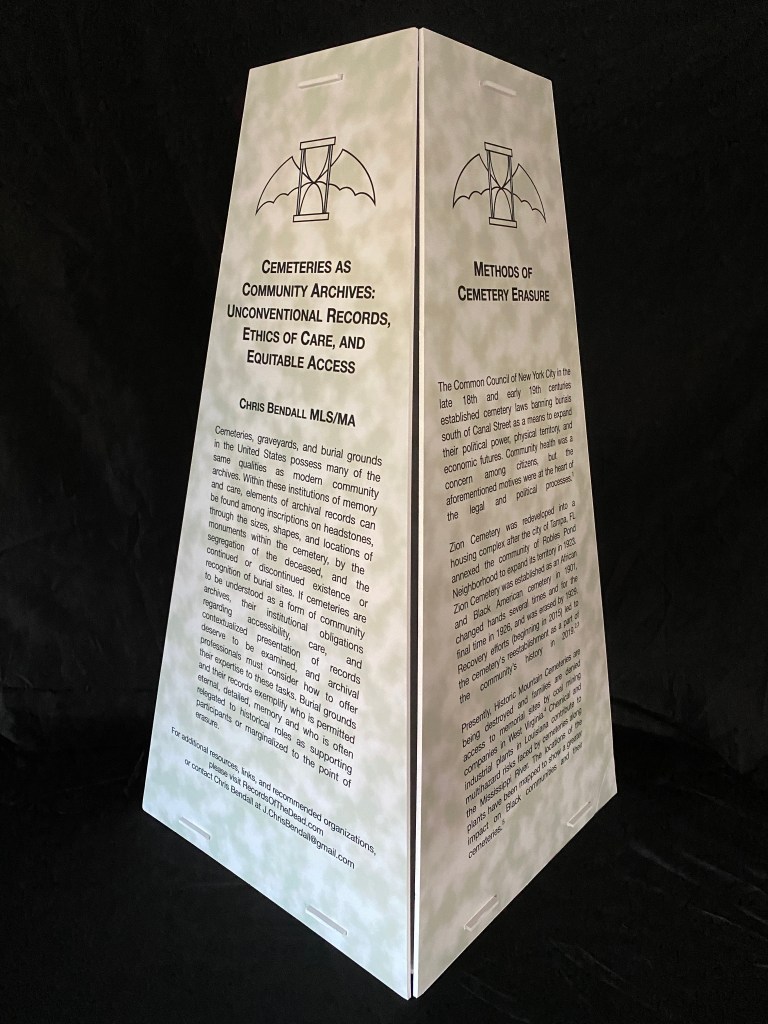 CEMETERIES AS
COMMUNITY ARCHIVES:
UNCONVENTIONAL RECORDS,
ETHICS OF CARE, AND
EQUITABLE ACCESS
CHRIS BENDALL MLS/MA
Cemeteries, graveyards, and burial grounds
in the United States possess many of the
same qualities as modern community
archives. Within these institutions of memory
and care, elements of archival records can
be found among inscriptions on headstones,
through the sizes, shapes, and locations of
monuments within the cemetery, by the
segregation of the deceased, and the
continued or discontinued existence or
recognition of burial sites. If cemeteries are
to be understood as a form of community
archives, their institutional obligations
regarding accessibility, care, and
contextualized presentation of records
deserve to be examined, and archival
professionals must consider how to offer
their expertise to these tasks. Burial grounds
and their records exemplify who is permitted
eternal, detailed, memory and who is often
relegated to historical roles as supporting
participants or marginalized to the point of
erasure.
For additional resources, links, and recommended organizations,
please visit RecordsOfTheDead.com
or contact Chris Bendall at J.ChrisBendall@gmail.com
METHODS OF
CEMETERY ERASURE
The Common Council of New York City in the
late 18th and early 19th centuries
established cemetery laws banning burials
south of Canal Street as a means to expand
their political power, physical territory, and
economic futures. Community health was a
concern among citizens, but the
aforementioned motives were at the heart of
the legal and political processes.
Zion Cemetery was redeveloped into a
housing complex after the city of Tampa, FL
annexed the community of Robles Pond
Neighborhood to expand its territory in 1923.
Zion Cemetery was established as an African
and Black American cemetery in 1901,
changed hands several times and for the
final time in 1926, and was erased by 1929.
Recovery efforts (beginning in 2015) led to
the cemetery's reestablishment as a part of
the community's history in 2019.
Presently, Historic Mountain Cemeteries are
being destroyed and families are denied
access to memorial sites by coal mining
companies in West Virginia. Chemical and
industrial plants in Louisiana contribute to
multihazard risks faced by cemeteries along
the Mississippi River. The locations of the
plants have been mapped to show a greater
impact on Black communities and their
cemeteries.